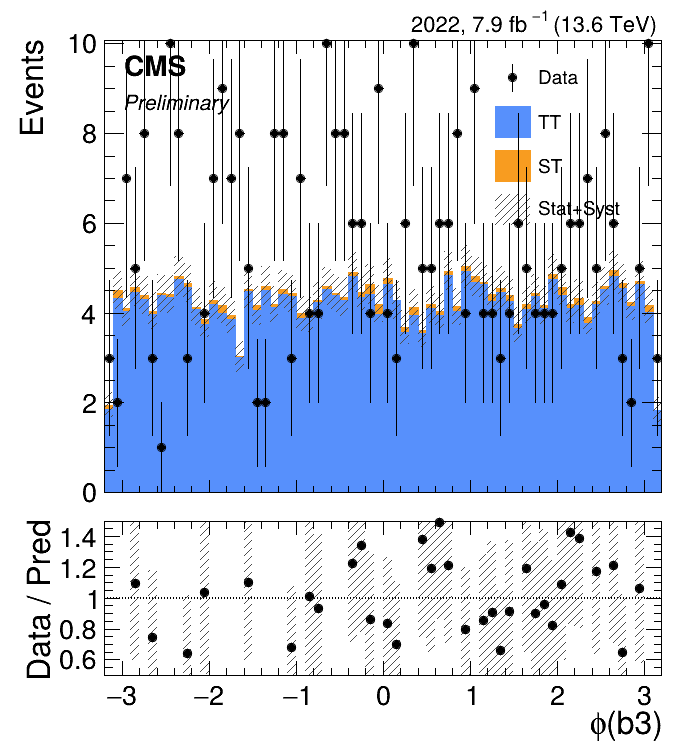 2022, 7.9 fb⁻¹ (13.6 TeV)
Events
10
8
6
4
2
0
CMS
Preliminary
Data
TT
ST
Stat+Syst
Data / Pred
1.4
1.2
1
0.8
0.6
−3 −2 −1 0 1 2 3
ϕ(b3)